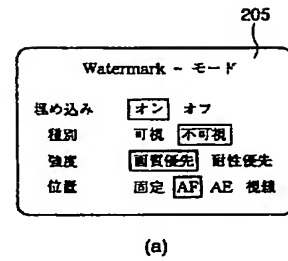 205
Watermark - モード
埋め込み オン オフ
種別 可視 不可視
強度 画質優先 耐性優先
位置 固定 AF AE 視線
(a)